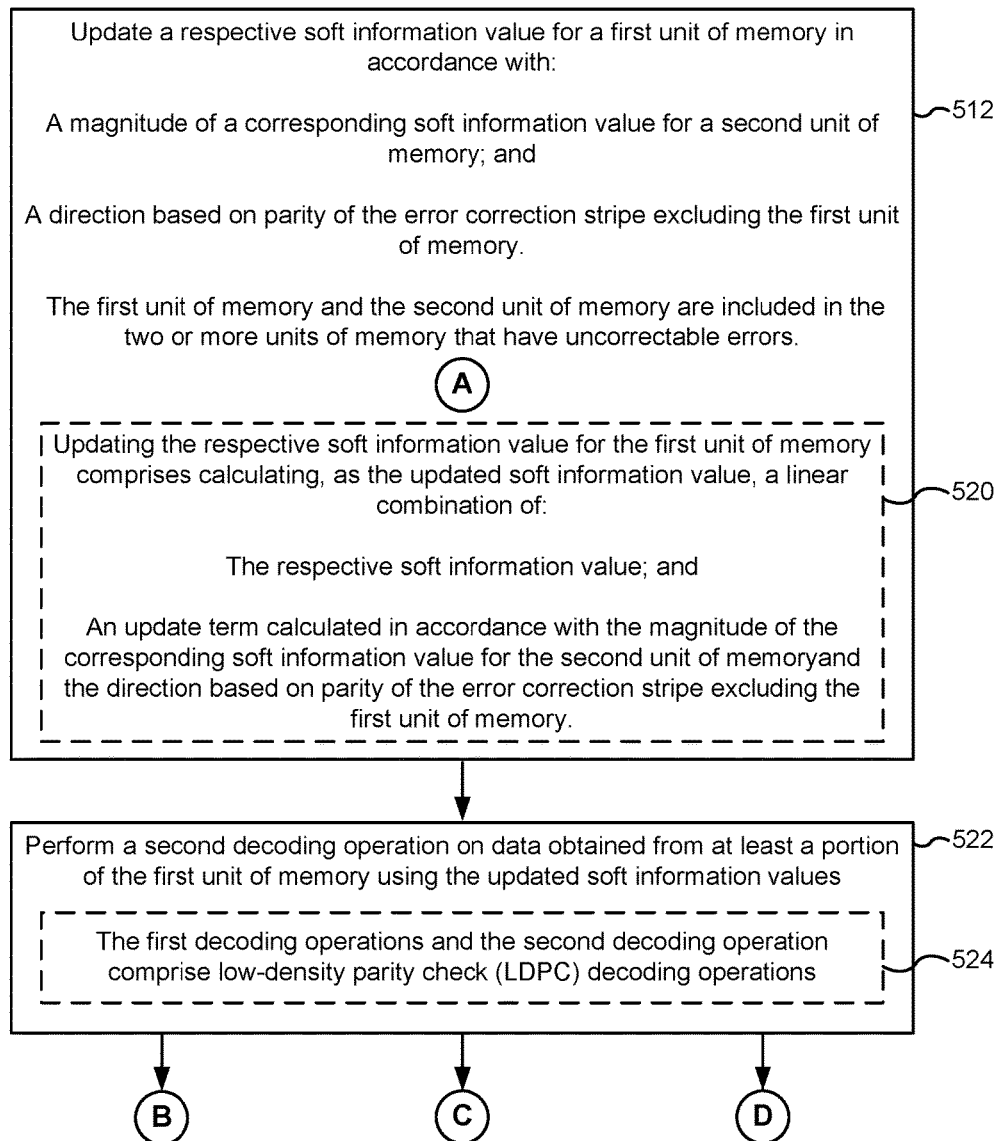 Update a respective soft information value for a first unit of memory in
accordance with:
A magnitude of a corresponding soft information value for a second unit of
memory; and
A direction based on parity of the error correction stripe excluding the first unit
of memory.
The first unit of memory and the second unit of memory are included in the
two or more units of memory that have uncorrectable errors.
512
A
Updating the respective soft information value for the first unit of memory
comprises calculating, as the updated soft information value, a linear
combination of:
The respective soft information value; and
An update term calculated in accordance with the magnitude of the
corresponding soft information value for the second unit of memoryand
the direction based on parity of the error correction stripe excluding the
first unit of memory.
520
Perform a second decoding operation on data obtained from at least a portion
of the first unit of memory using the updated soft information values
522
The first decoding operations and the second decoding operation
comprise low-density parity check (LDPC) decoding operations
524
B
C
D